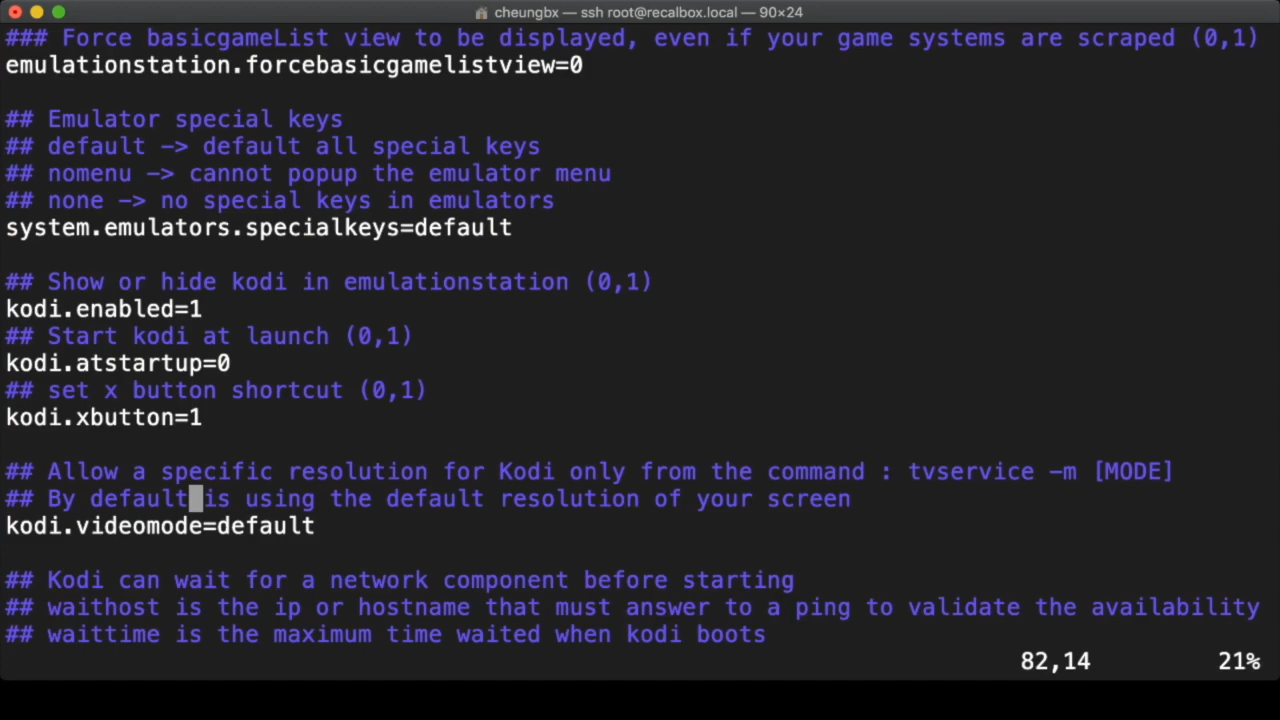 cheungbx — ssh root@recalbox.local — 90×24
### Force basicgameList view to be displayed, even if your game systems are scraped (0,1)
emulationstation.forcebasicgamelistview=0
## Emulator special keys
## default -> default all special keys
## nomenu -> cannot popup the emulator menu
## none -> no special keys in emulators
system.emulators.specialkeys=default
## Show or hide kodi in emulationstation (0,1)
kodi.enabled=1
## Start kodi at launch (0,1)
kodi.atstartup=0
## set x button shortcut (0,1)
kodi.xbutton=1
## Allow a specific resolution for Kodi only from the command : tvservice -m [MODE]
## By default is using the default resolution of your screen
kodi.videomode=default
## Kodi can wait for a network component before starting
## waithost is the ip or hostname that must answer to a ping to validate the availability
## waittime is the maximum time waited when kodi boots
82,14 21%